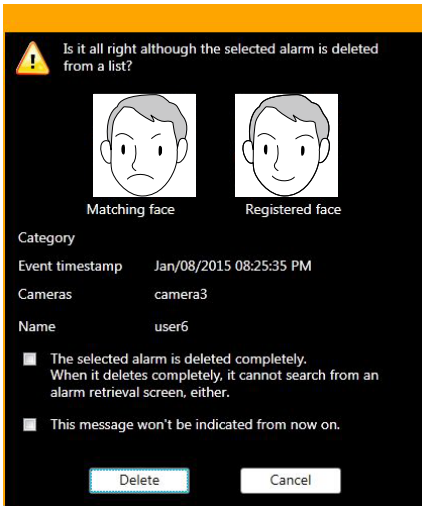 Is it all right although the selected alarm is deleted
from a list?
Matching face Registered face
Category
Event timestamp Jan/08/2015 08:25:35 PM
Cameras camera3
Name user6
The selected alarm is deleted completely.
When it deletes completely, it cannot search from an
alarm retrieval screen, either.
This message won't be indicated from now on.
Delete Cancel